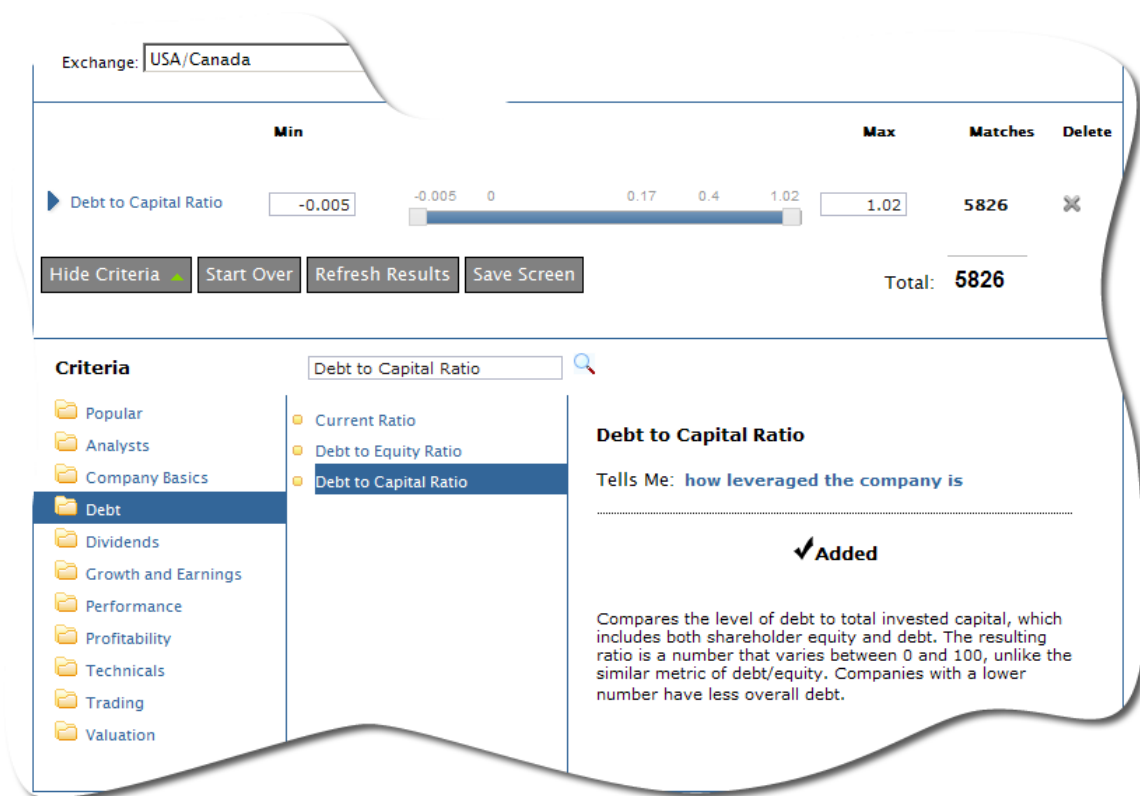 Exchange: USA/Canada
Min Max Matches Delete
-0.005 0 0.17 0.4 1.02
Debt to Capital Ratio -0.005 1.02 5826
Hide Criteria Start Over Refresh Results Save Screen Total: 5826
Criteria Debt to Capital Ratio
Popular
Analysts
Company Basics
Debt
Dividends
Growth and Earnings
Performance
Profitability
Technicals
Trading
Valuation
Current Ratio
Debt to Equity Ratio
Debt to Capital Ratio
Debt to Capital Ratio
Tells Me: how leveraged the company is
Added
Compares the level of debt to total invested capital, which
includes both shareholder equity and debt. The resulting
ratio is a number that varies between 0 and 100, unlike the
similar metric of debt/equity. Companies with a lower
number have less overall debt.